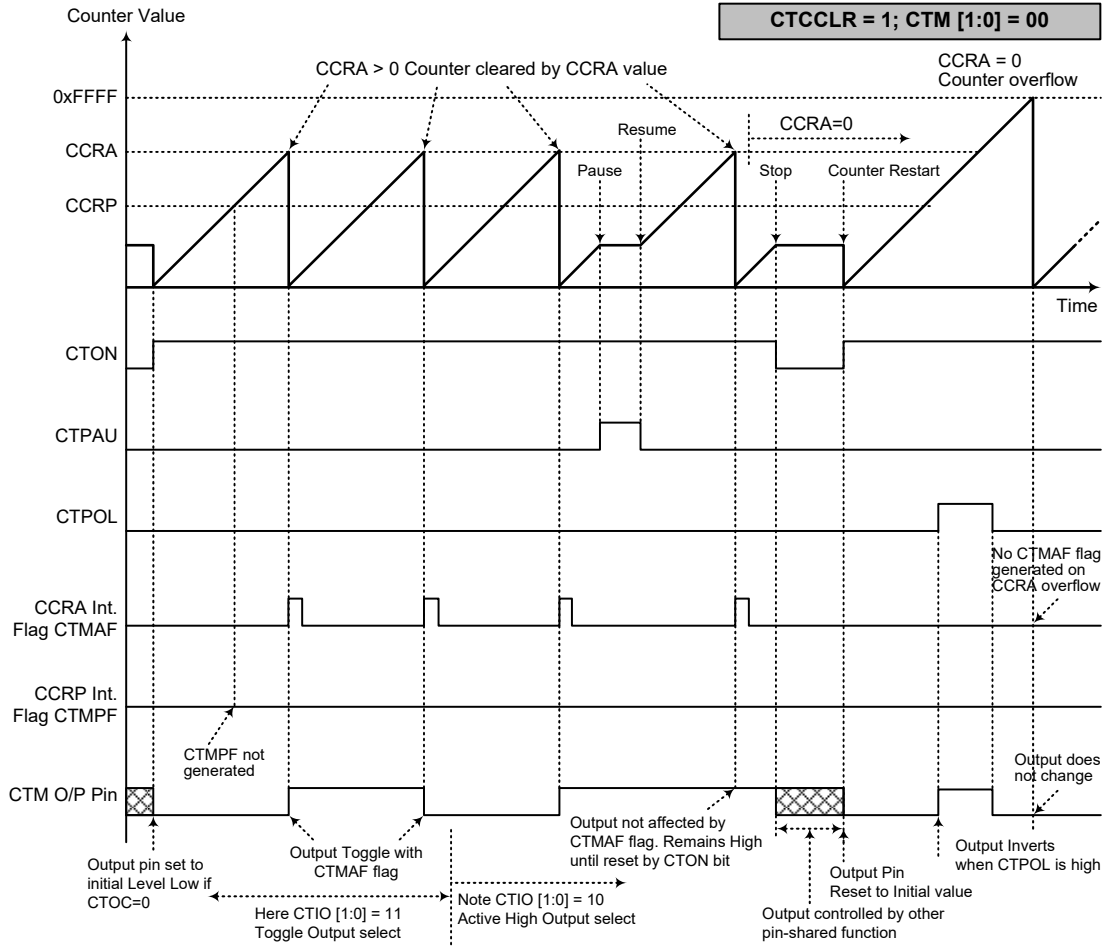 Counter Value
CTCCLR = 1; CTM [1:0] = 00
CCRA > 0 Counter cleared by CCRA value
CCRA = 0
Counter overflow
0xFFFF
CCRA=0
Resume
CCRA
Pause
Stop
Counter Restart
CCRP
Time
CTON
CTPAU
CTPOL
No CTMAF flag
generated on
CCRA overflow
CCRA Int.
Flag CTMAF
CCRP Int.
Flag CTMPF
CTMPF not
generated
Output does
not change
CTM O/P Pin
Output pin set to
initial Level Low if
CTOC=0
Output Toggle with
CTMAF flag
Output not affected by
CTMAF flag. Remains High
until reset by CTON bit
Output Inverts
when CTPOL is high
Output Pin
Reset to Initial value
Here CTIO [1:0] = 11
Toggle Output select
Note CTIO [1:0] = 10
Active High Output select
Output controlled by other
pin-shared function